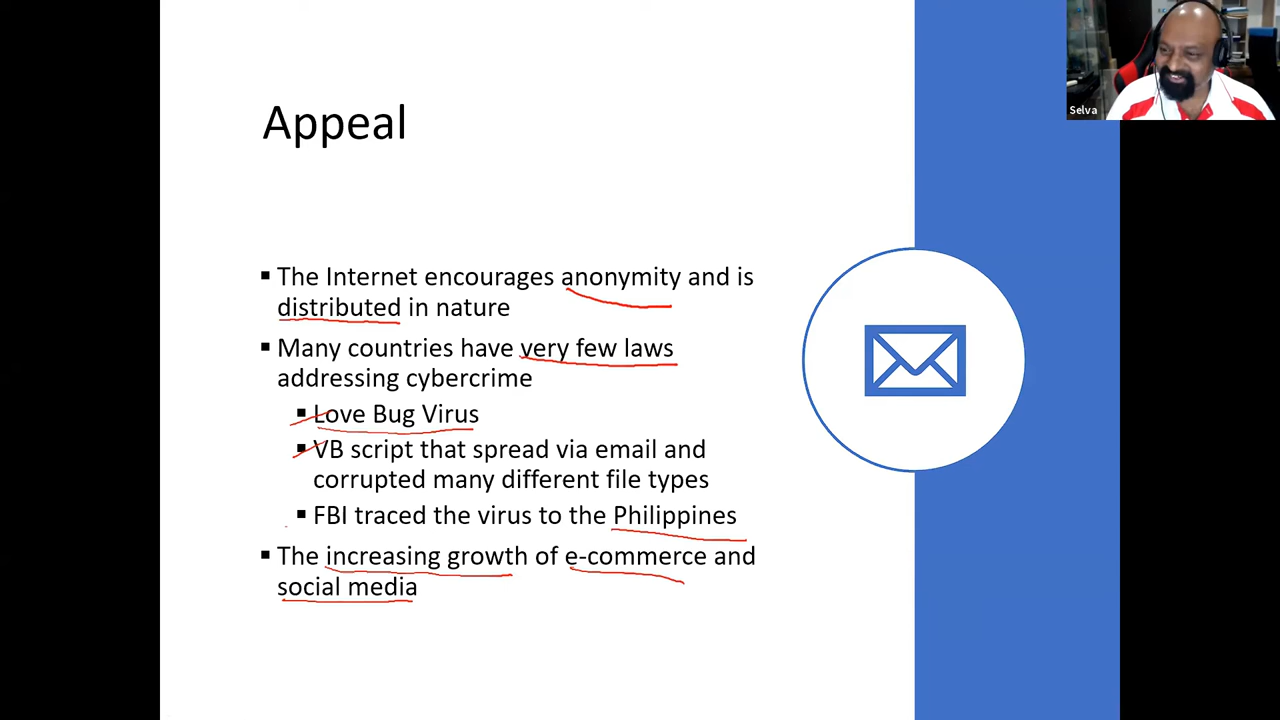 Selva
Appeal
▪ The Internet encourages anonymity and is
distributed in nature
▪ Many countries have very few laws
addressing cybercrime
▪ Love Bug Virus
▪ VB script that spread via email and
corrupted many different file types
▪ FBI traced the virus to the Philippines
▪ The increasing growth of e-commerce and
social media